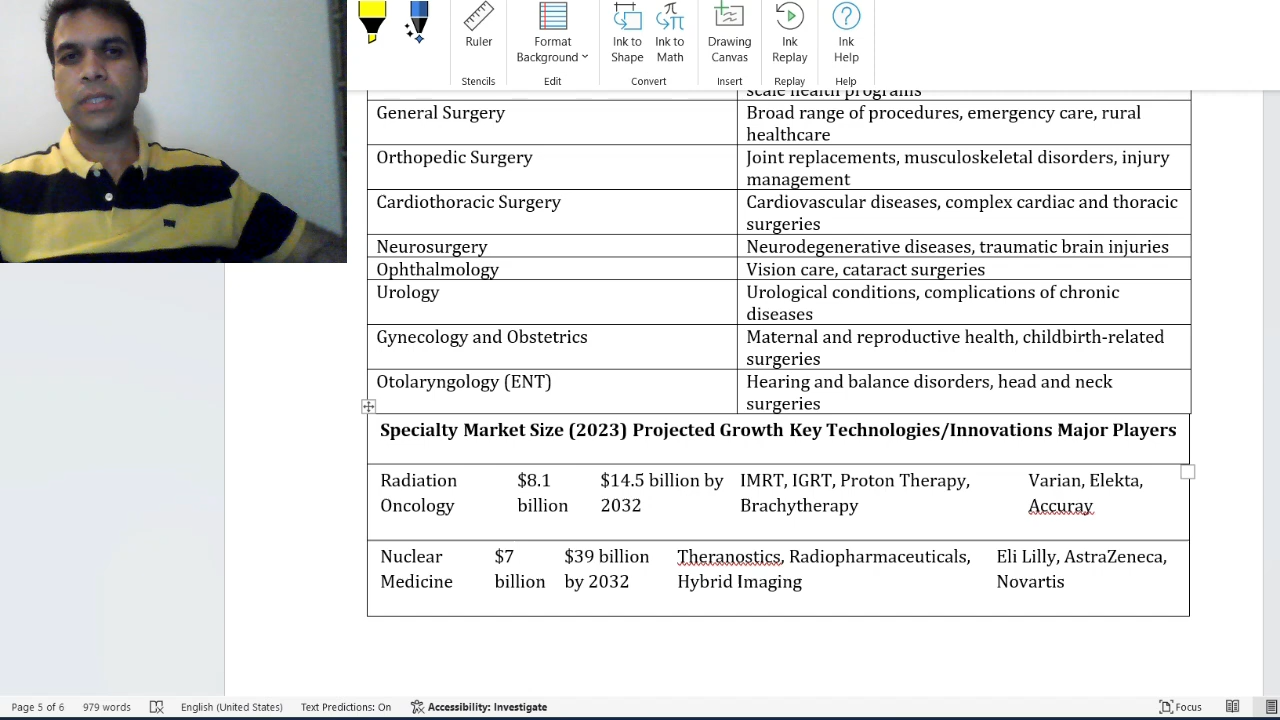 Ruler
Format
Background
Ink to
Shape
Ink to
Math
Drawing
Canvas
Ink
Replay
Ink
Help
Stencils
Edit
Convert
Insert
Replay
Help
scale health programs
General Surgery
Broad range of procedures, emergency care, rural
healthcare
Orthopedic Surgery
Joint replacements, musculoskeletal disorders, injury
management
Cardiothoracic Surgery
Cardiovascular diseases, complex cardiac and thoracic
surgeries
Neurosurgery
Neurodegenerative diseases, traumatic brain injuries
Ophthalmology
Vision care, cataract surgeries
Urology
Urological conditions, complications of chronic
diseases
Gynecology and Obstetrics
Maternal and reproductive health, childbirth-related
surgeries
Otolaryngology (ENT)
Hearing and balance disorders, head and neck
surgeries
Specialty Market Size (2023) Projected Growth Key Technologies/Innovations Major Players
Radiation
Oncology
$8.1
billion
$14.5 billion by
2032
IMRT, IGRT, Proton Therapy,
Brachytherapy
Varian, Elekta,
Accuray
Nuclear
Medicine
$7
billion
$39 billion
by 2032
Theranostics, Radiopharmaceuticals,
Hybrid Imaging
Eli Lilly, AstraZeneca,
Novartis
Page 5 of 6
979 words
English (United States)
Text Predictions: On
Accessibility: Investigate
Focus